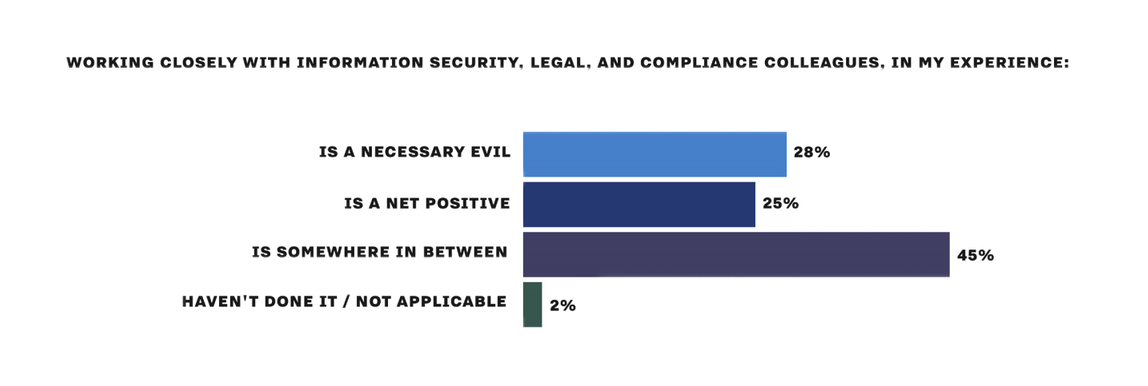 WORKING CLOSELY WITH INFORMATION SECURITY, LEGAL, AND COMPLIANCE COLLEAGUES, IN MY EXPERIENCE:
IS A NECESSARY EVIL 28%
IS A NET POSITIVE 25%
IS SOMEWHERE IN BETWEEN 45%
HAVEN'T DONE IT / NOT APPLICABLE 2%